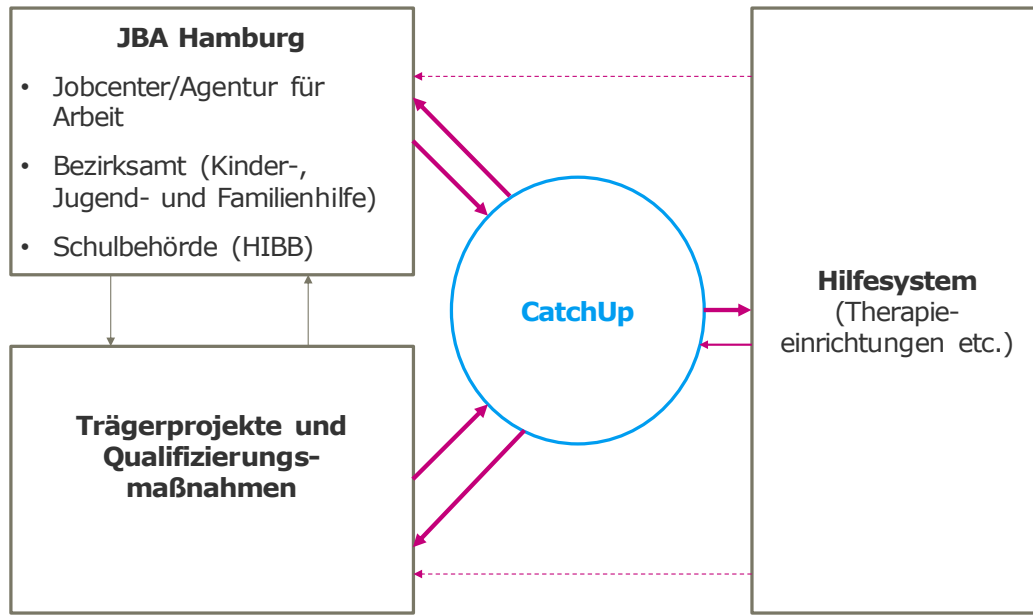 JBA Hamburg
• Jobcenter/Agentur für
Arbeit
• Bezirksamt (Kinder-,
Jugend- und Familienhilfe)
• Schulbehörde (HIBB)
CatchUp
Hilfesystem
(Therapie-
einrichtungen etc.)
Trägerprojekte und
Qualifizierungs-
maßnahmen